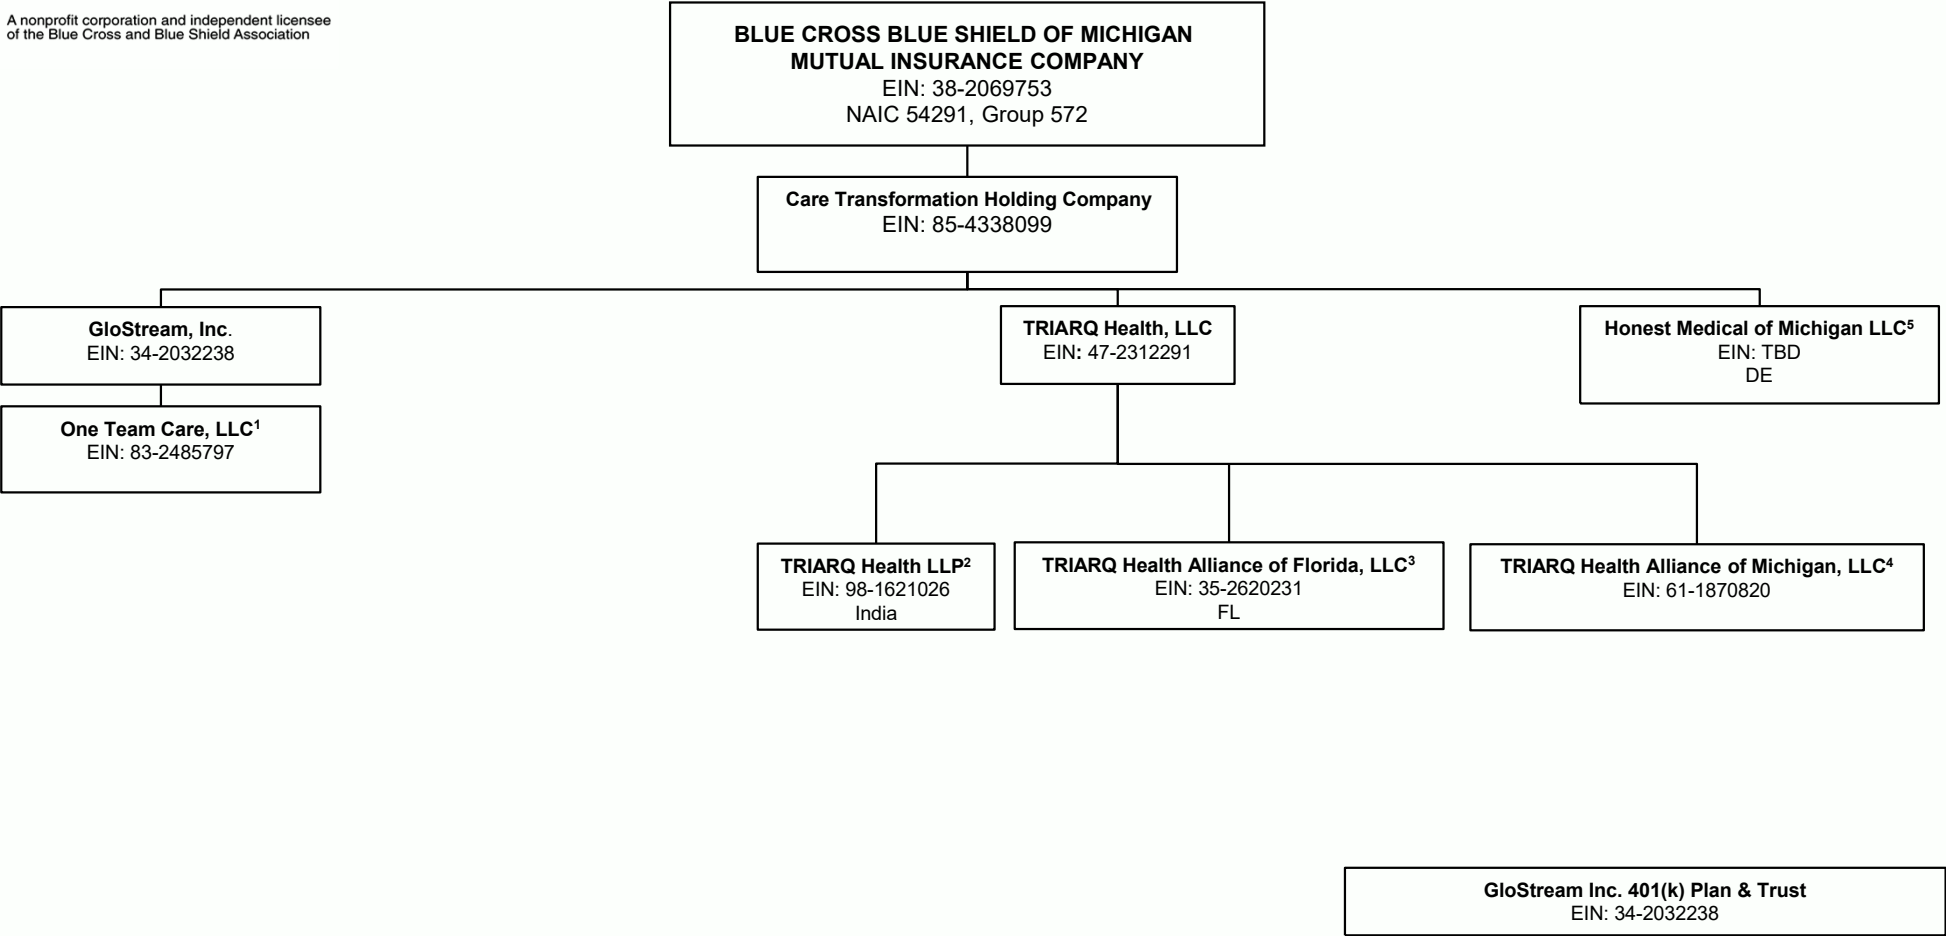 A nonprofit corporation and independent licensee
of the Blue Cross and Blue Shield Association
BLUE CROSS BLUE SHIELD OF MICHIGAN
MUTUAL INSURANCE COMPANY
EIN: 38-2069753
NAIC 54291, Group 572
Care Transformation Holding Company
EIN: 85-4338099
GloStream, Inc.
EIN: 34-2032238
TRIARQ Health, LLC
EIN: 47-2312291
Honest Medical of Michigan LLC⁵
EIN: TBD
DE
One Team Care, LLC¹
EIN: 83-2485797
TRIARQ Health LLP²
EIN: 98-1621026
India
TRIARQ Health Alliance of Florida, LLC³
EIN: 35-2620231
FL
TRIARQ Health Alliance of Michigan, LLC⁴
EIN: 61-1870820
GloStream Inc. 401(k) Plan & Trust
EIN: 34-2032238